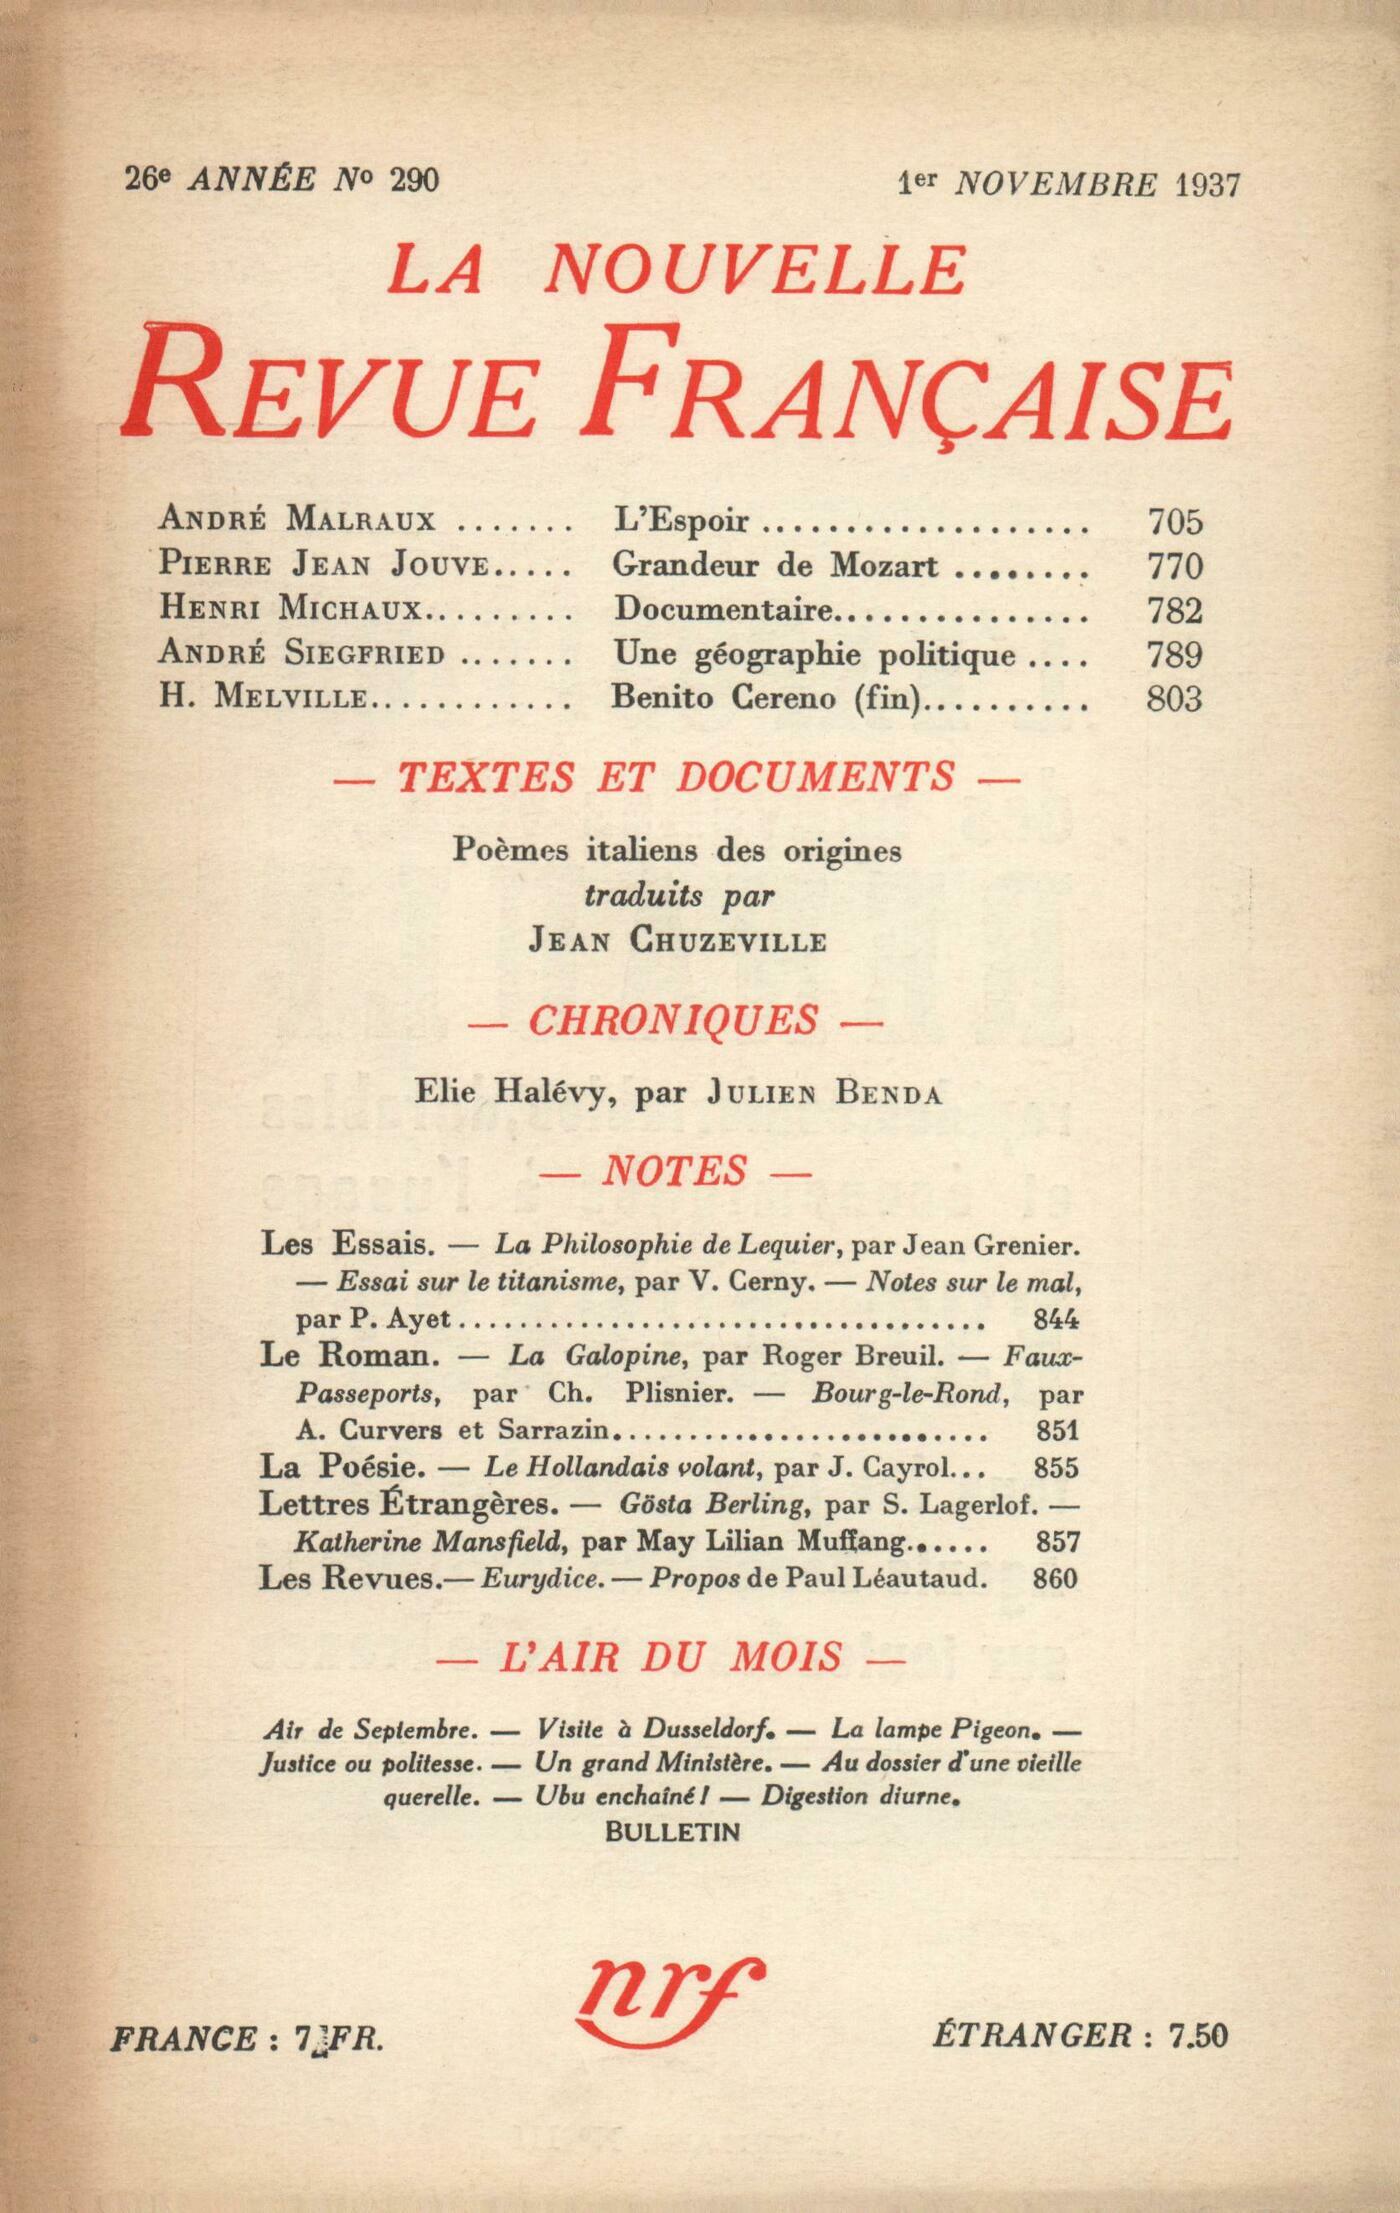 26e ANNÉE No 290
1er NOVEMBRE 1937
LA NOUVELLE
REVUE FRANÇAISE
ANDRÉ MALRAUX ....... L'Espoir .................... 705
PIERRE JEAN JOUVE..... Grandeur de Mozart ........ 770
HENRI MICHAUX......... Documentaire............... 782
ANDRÉ SIEGFRIED ....... Une géographie politique .... 789
H. MELVILLE............ Benito Cereno (fin).......... 803
— TEXTES ET DOCUMENTS —
Poèmes italiens des origines
traduits par
JEAN CHUZEVILLE
— CHRONIQUES —
Elie Halévy, par JULIEN BENDA
— NOTES —
Les Essais. — La Philosophie de Lequier, par Jean Grenier.
— Essai sur le titanisme, par V. Cerny. — Notes sur le mal,
par P. Ayet................................... 844
Le Roman. — La Galopine, par Roger Breuil. — Faux-
Passeports, par Ch. Plisnier. — Bourg-le-Rond, par
A. Curvers et Sarrazin......................... 851
La Poésie. — Le Hollandais volant, par J. Cayrol... 855
Lettres Étrangères. — Gösta Berling, par S. Lagerlof. —
Katherine Mansfield, par May Lilian Muffang...... 857
Les Revues.— Eurydice. — Propos de Paul Léautaud. 860
— L'AIR DU MOIS —
Air de Septembre. — Visite à Dusseldorf. — La lampe Pigeon. —
Justice ou politesse. — Un grand Ministère. — Au dossier d'une vieille
querelle. — Ubu enchaîné ! — Digestion diurne.
BULLETIN
nrf
FRANCE : 7 FR.
ÉTRANGER : 7.50